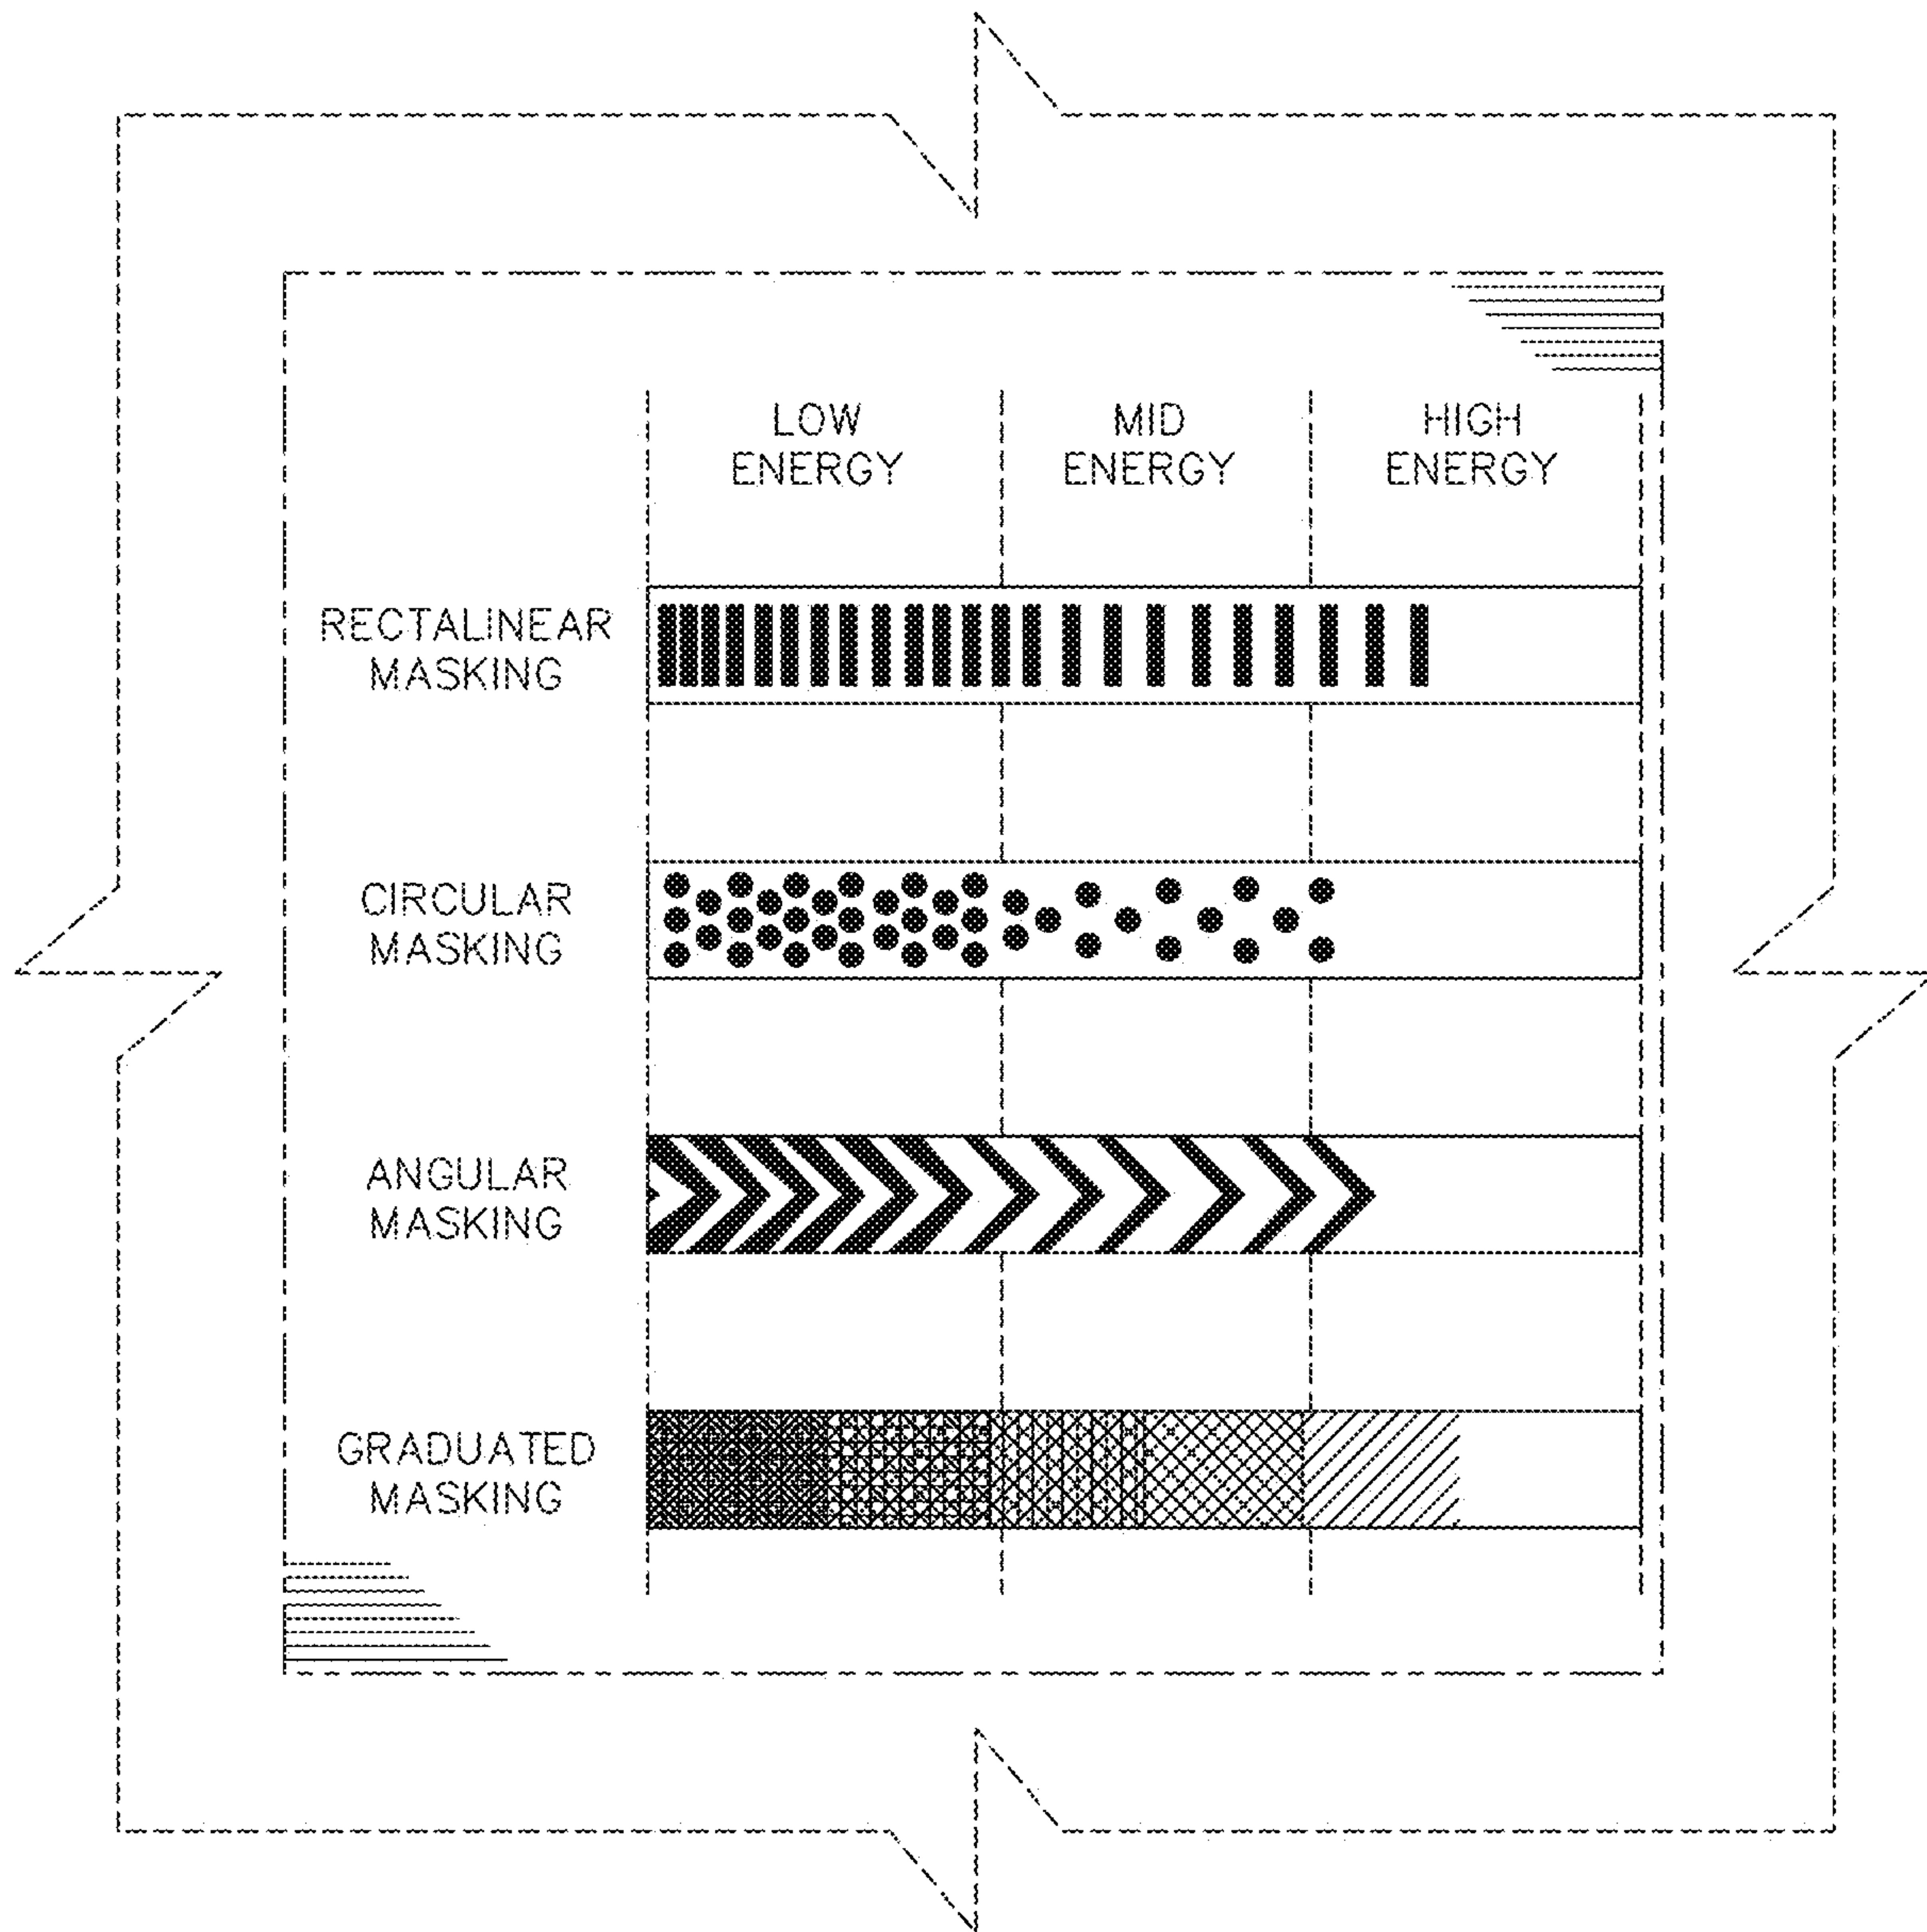 LOW
ENERGY
MID
ENERGY
HIGH
ENERGY
RECTALINEAR
MASKING
CIRCULAR
MASKING
ANGULAR
MASKING
GRADUATED
MASKING